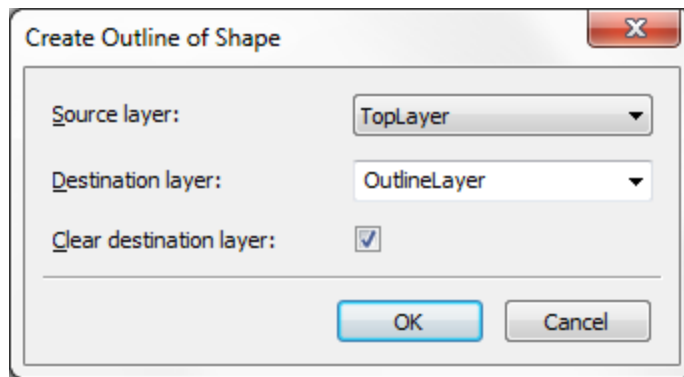 Create Outline of Shape
Source layer: TopLayer
Destination layer: OutlineLayer
Clear destination layer:
OK Cancel